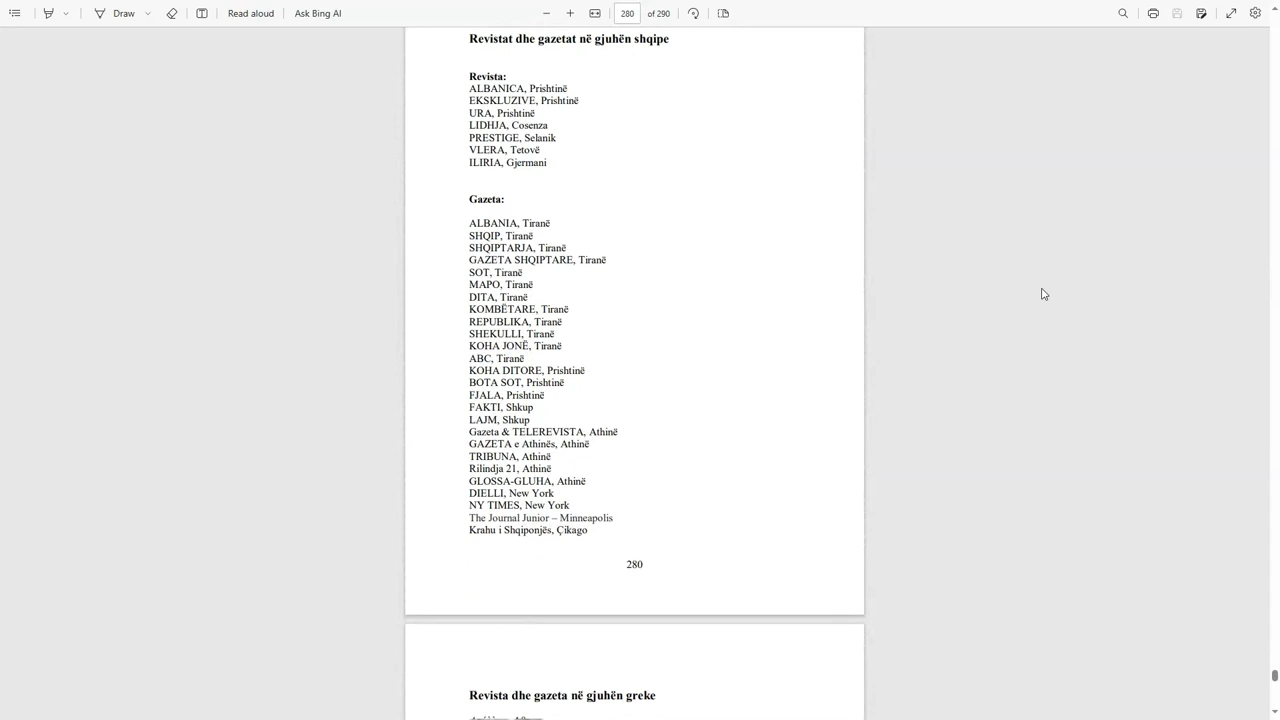 Draw
Read aloud
Ask Bing AI
280 of 290
Revistat dhe gazetat në gjuhën shqipe
Revista:
ALBANICA, Prishtinë
EKSKLUZIVE, Prishtinë
URA, Prishtinë
LIDHJA, Cosenza
PRESTIGE, Selanik
VLERA, Tetovë
ILIRIA, Gjermani
Gazeta:
ALBANIA, Tiranë
SHQIP, Tiranë
SHQIPTARJA, Tiranë
GAZETA SHQIPTARE, Tiranë
SOT, Tiranë
MAPO, Tiranë
DITA, Tiranë
KOMBËTARE, Tiranë
REPUBLIKA, Tiranë
SHEKULLI, Tiranë
KOHA JONË, Tiranë
ABC, Tiranë
KOHA DITORE, Prishtinë
BOTA SOT, Prishtinë
FJALA, Prishtinë
FAKTI, Shkup
LAJM, Shkup
Gazeta & TELEREVISTA, Athinë
GAZETA e Athinës, Athinë
TRIBUNA, Athinë
Rilindja 21, Athinë
GLOSSA-GLUHA, Athinë
DIELLI, New York
NY TIMES, New York
The Journal Junior – Minneapolis
Krahu i Shqiponjës, Çikago
280
Revista dhe gazeta në gjuhën greke